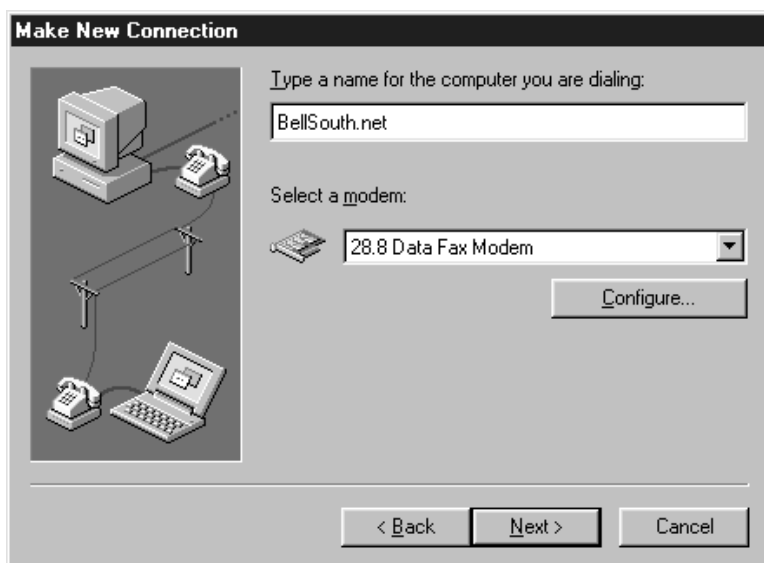 Make New Connection
Type a name for the computer you are dialing:
BellSouth.net
Select a modem:
28.8 Data Fax Modem
Configure...
< Back
Next >
Cancel